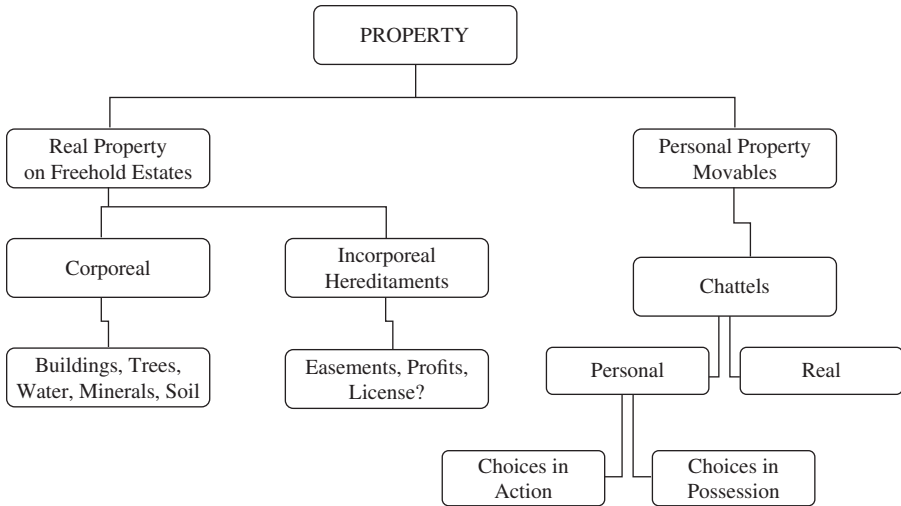 PROPERTY
Real Property
on Freehold Estates
Personal Property
Movables
Corporeal
Incorporeal
Hereditaments
Chattels
Buildings, Trees,
Water, Minerals, Soil
Easements, Profits,
License?
Personal
Real
Choices in
Action
Choices in
Possession